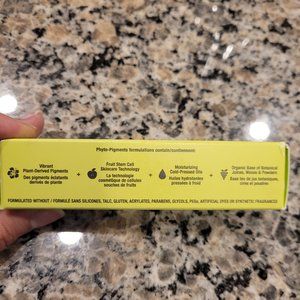 Phyto-Pigments formulations contain/contiennent:
Vibrant
Plant-Derived Pigments
Des pigments éclatants
dérivés de plante
+
Fruit Stem Cell
Skincare Technology
La technologie
cosmétique de cellules
souches de fruits
+
Moisturizing
Cold-Pressed Oils
Huiles hydratantes
pressées à froid
+
Organic Base of Botanical
Juices, Waxes & Powders
Base bio de jus botaniques,
cires et poudres
FORMULATED WITHOUT / FORMULÉ SANS SILICONES, TALC, GLUTEN, ACRYLATES, PARABENS, GLYCOLS, PEGs, ARTIFICIAL DYES OR SYNTHETIC FRAGRANCES